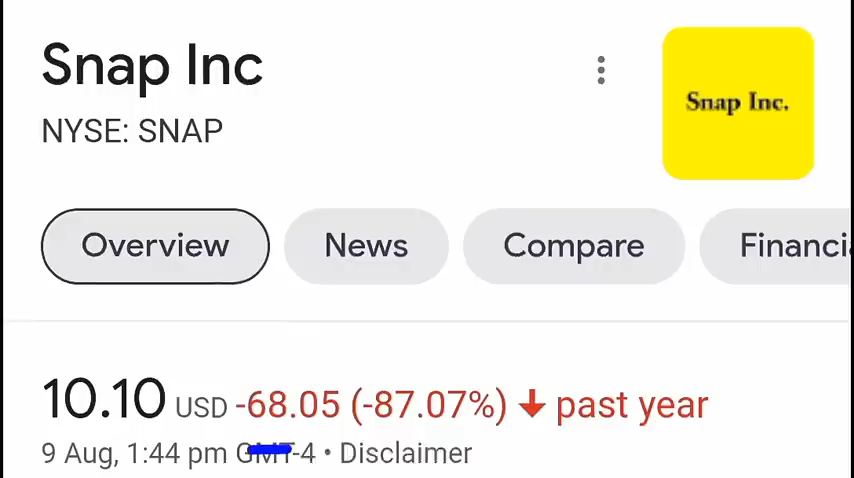 Snap Inc
NYSE: SNAP
Snap Inc.
Overview News Compare Financi
10.10 USD -68.05 (-87.07%) ↓ past year
9 Aug, 1:44 pm GMT-4 • Disclaimer